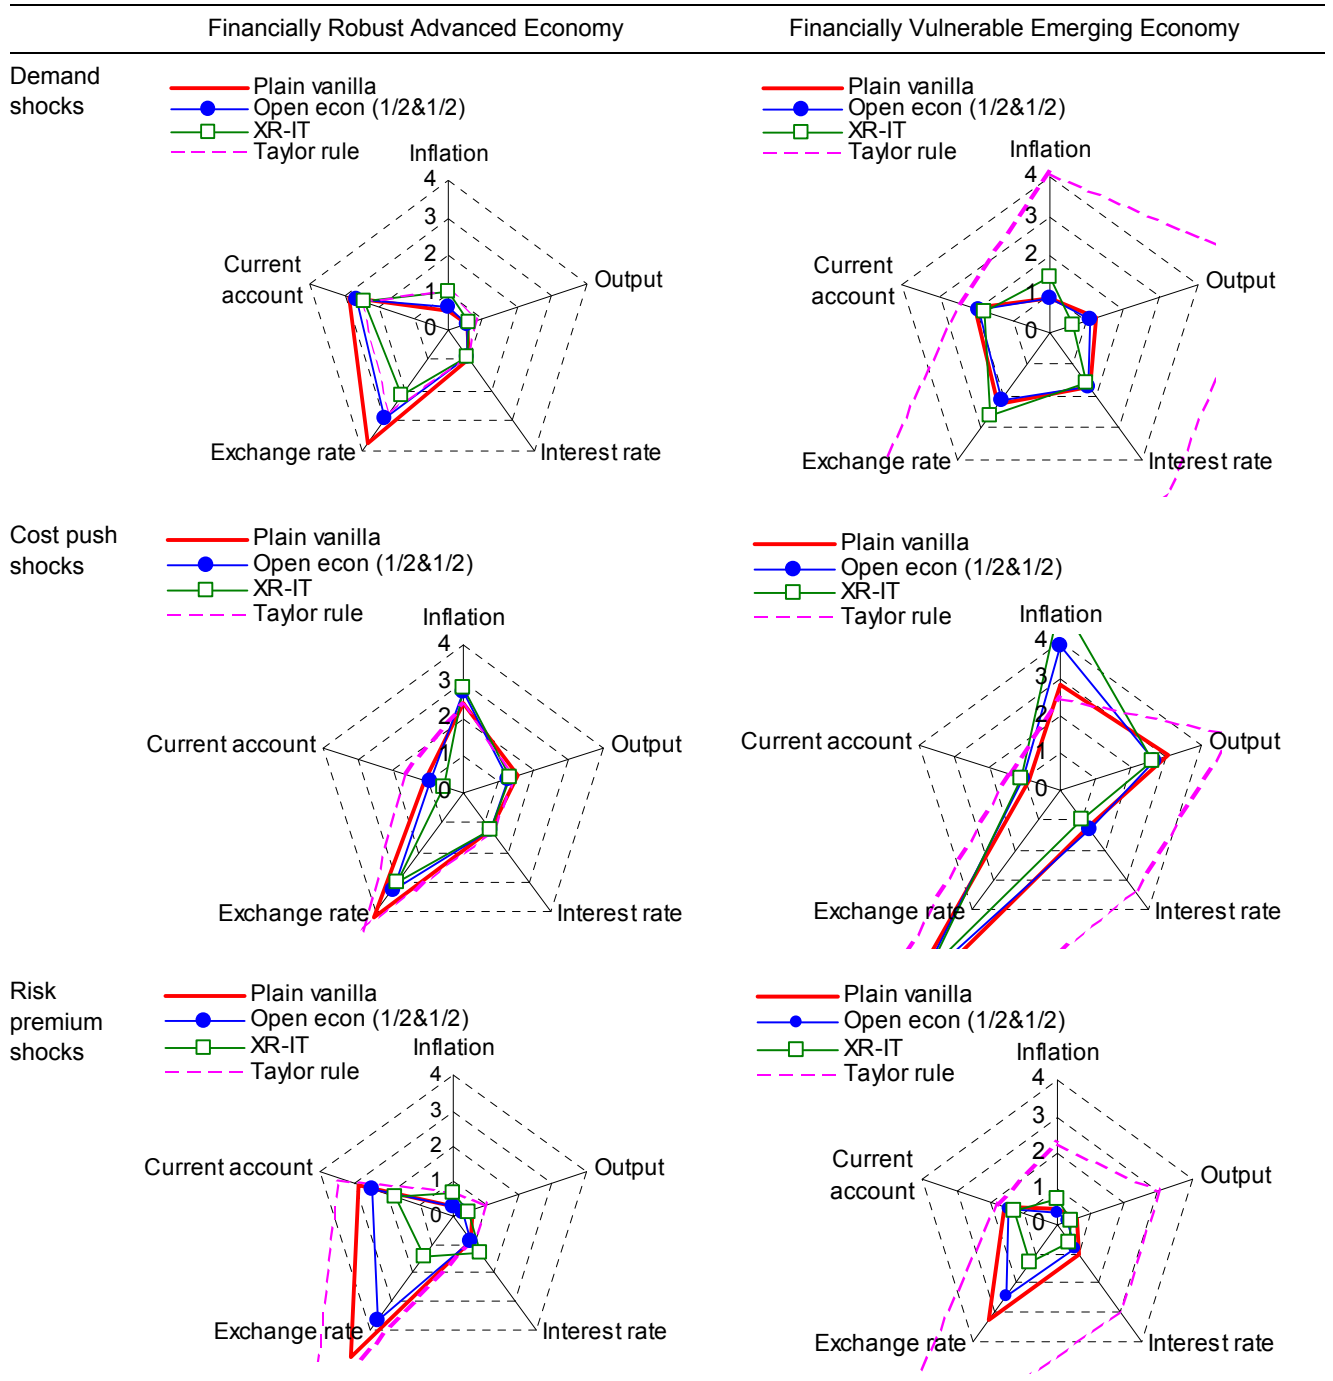 Financially Robust Advanced Economy
Financially Vulnerable Emerging Economy
Demand
shocks
Plain vanilla
Open econ (1/2&1/2)
XR-IT
Taylor rule
Inflation
4
3
2
1
0
Output
Interest rate
Exchange rate
Current
account
Plain vanilla
Open econ (1/2&1/2)
XR-IT
Taylor rule
Inflation
4
3
2
1
0
Output
Interest rate
Exchange rate
Current
account
Cost push
shocks
Plain vanilla
Open econ (1/2&1/2)
XR-IT
Taylor rule
Inflation
4
3
2
1
0
Output
Interest rate
Exchange rate
Current account
Plain vanilla
Open econ (1/2&1/2)
XR-IT
Taylor rule
Inflation
4
3
2
1
0
Output
Interest rate
Exchange rate
Current account
Risk
premium
shocks
Plain vanilla
Open econ (1/2&1/2)
XR-IT
Taylor rule
Inflation
4
3
2
1
0
Output
Interest rate
Exchange rate
Current account
Plain vanilla
Open econ (1/2&1/2)
XR-IT
Taylor rule
Inflation
4
3
2
1
0
Output
Interest rate
Exchange rate
Current
account